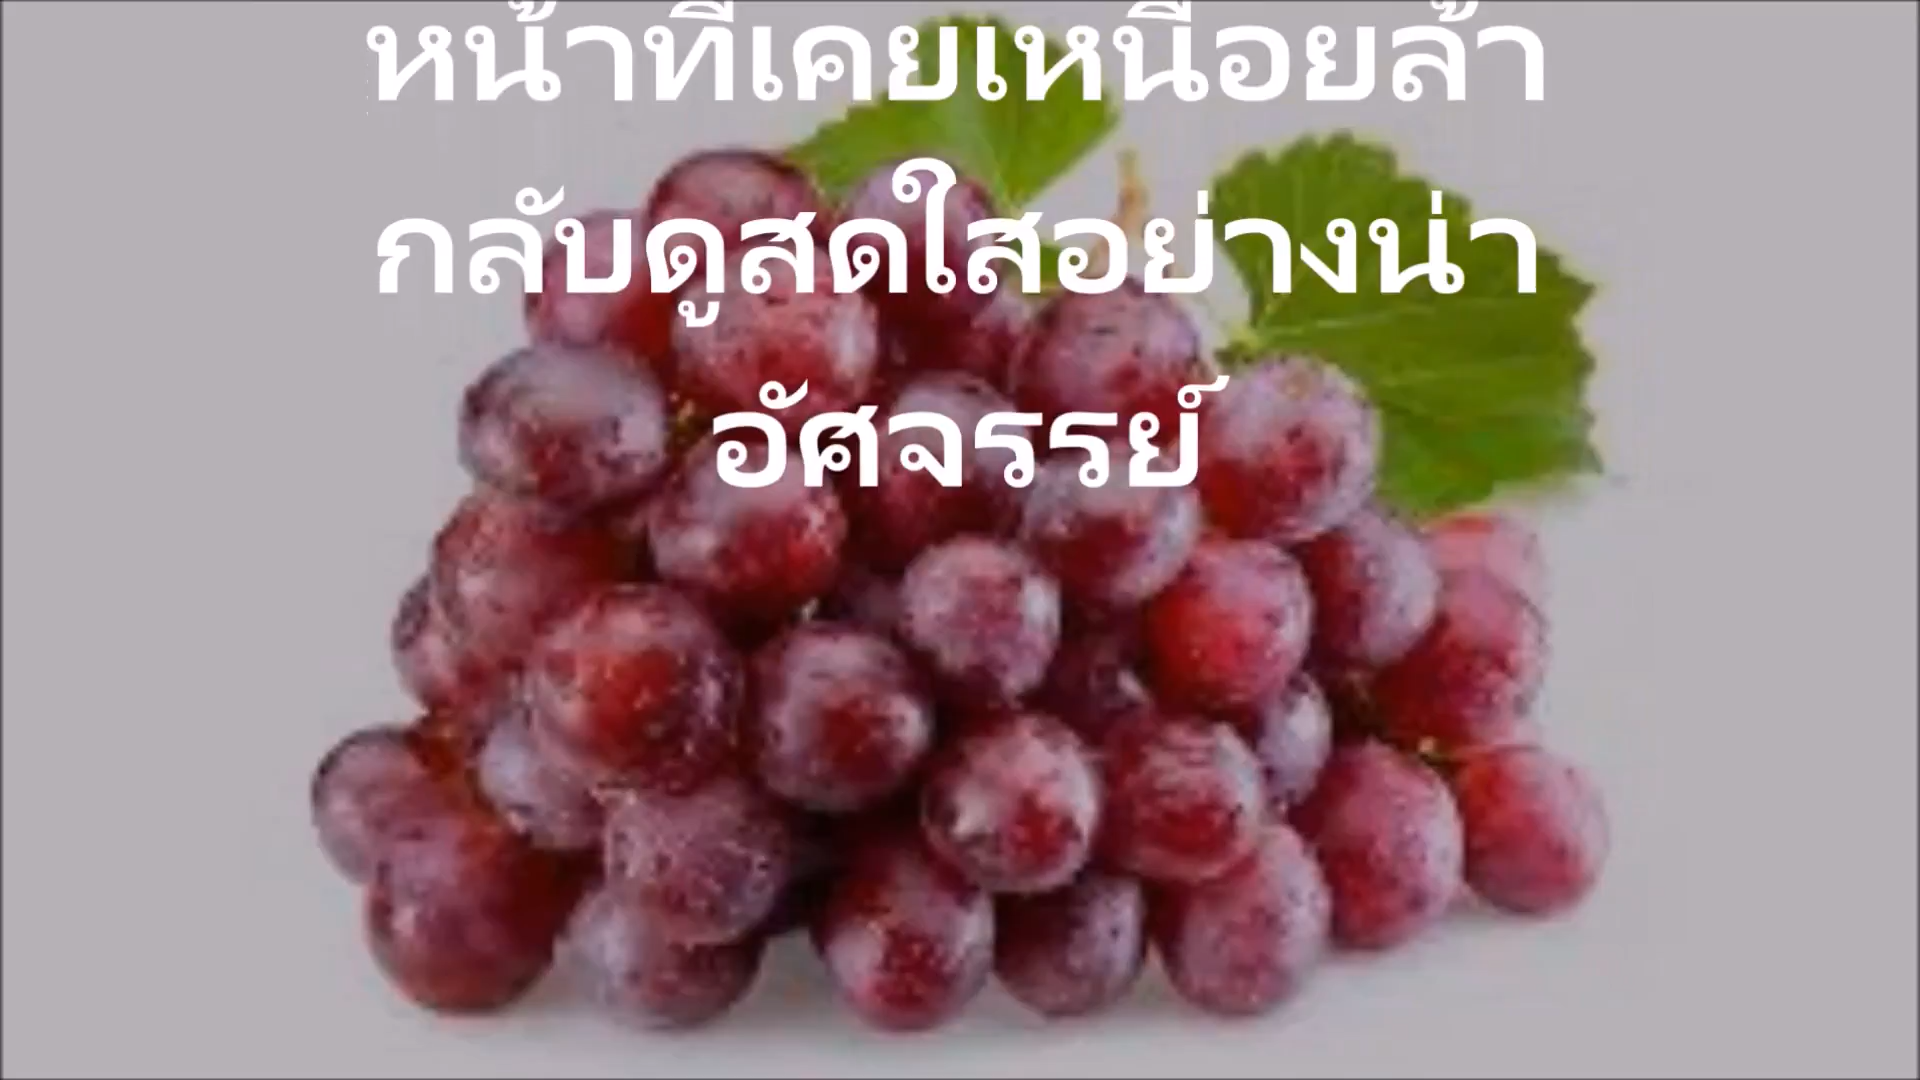 หน้าที่เคยเหนื่อยล้า
กลับดูสดใสอย่างน่า
อัศจรรย์